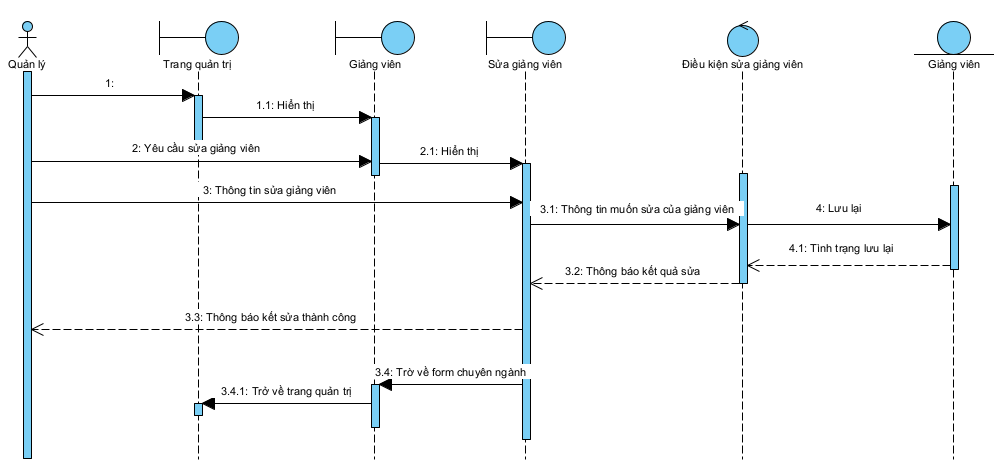 Quản lý
Trang quản trị
Giảng viên
Sửa giảng viên
Điều kiện sửa giảng viên
Giảng viên
1:
1.1: Hiển thị
2: Yêu cầu sửa giảng viên
2.1: Hiển thị
3: Thông tin sửa giảng viên
3.1: Thông tin muốn sửa của giảng viên
4: Lưu lại
4.1: Tình trạng lưu lại
3.2: Thông báo kết quả sửa
3.3: Thông báo kết sửa thành công
3.4: Trờ về form chuyên ngành
3.4.1: Trở về trang quản trị